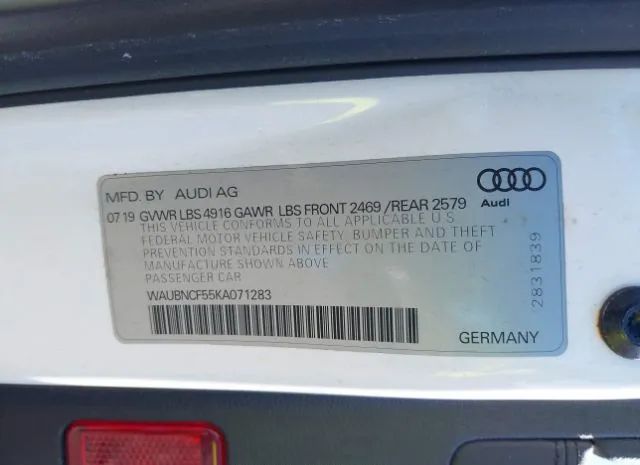 MFD. BY AUDI AG
07 19 GVWR LBS 4916 GAWR LBS FRONT 2469 /REAR 2579
THIS VEHICLE CONFORMS TO ALL APPLICABLE U S
FEDERAL MOTOR VEHICLE SAFETY, BUMPER AND THEFT
PREVENTION STANDARDS IN EFFECT ON THE DATE OF
MANUFACTURE SHOWN ABOVE
PASSENGER CAR
WAUBNCF55KA071283
Audi
2831839
GERMANY